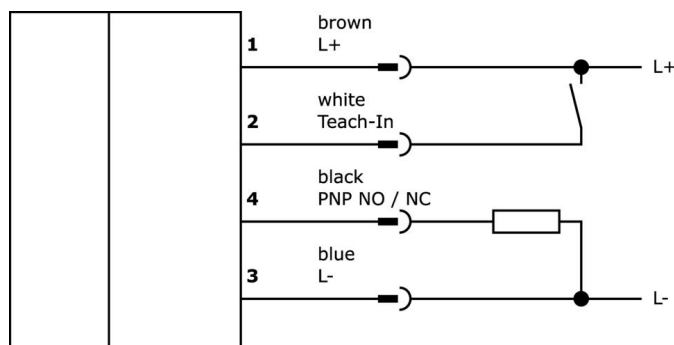 brown
1 L+ L+
white
2 Teach-In
black
4 PNP NO / NC
blue
3 L- L-